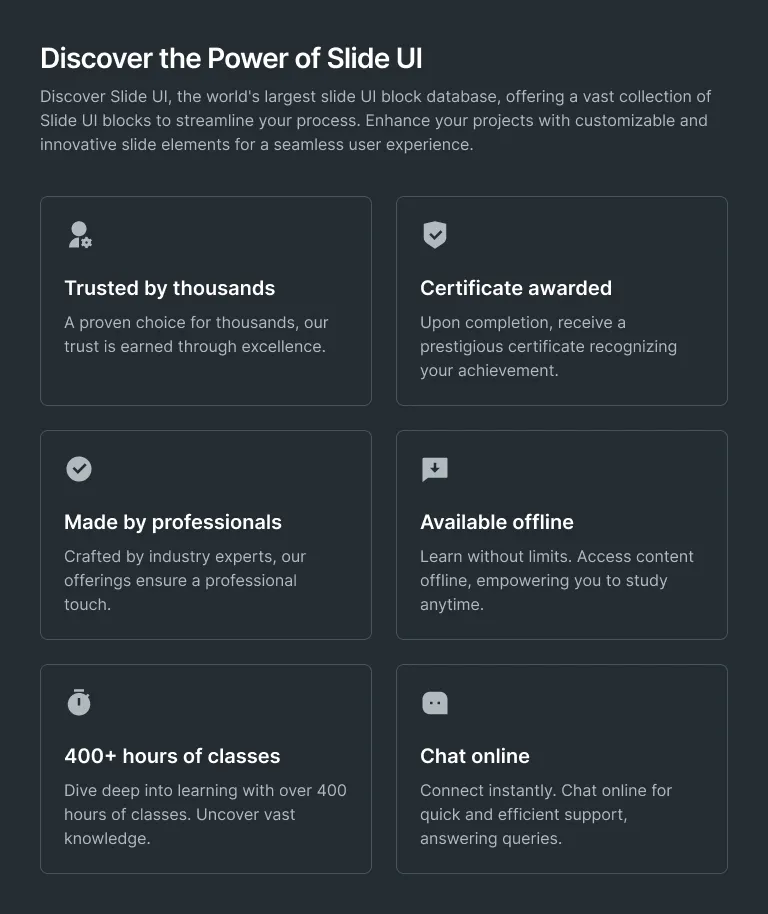 Discover the Power of Slide UI
Discover Slide UI, the world's largest slide UI block database, offering a vast collection of
Slide UI blocks to streamline your process. Enhance your projects with customizable and
innovative slide elements for a seamless user experience.
Trusted by thousands
A proven choice for thousands, our
trust is earned through excellence.
Certificate awarded
Upon completion, receive a
prestigious certificate recognizing
your achievement.
Made by professionals
Crafted by industry experts, our
offerings ensure a professional
touch.
Available offline
Learn without limits. Access content
offline, empowering you to study
anytime.
400+ hours of classes
Dive deep into learning with over 400
hours of classes. Uncover vast
knowledge.
Chat online
Connect instantly. Chat online for
quick and efficient support,
answering queries.